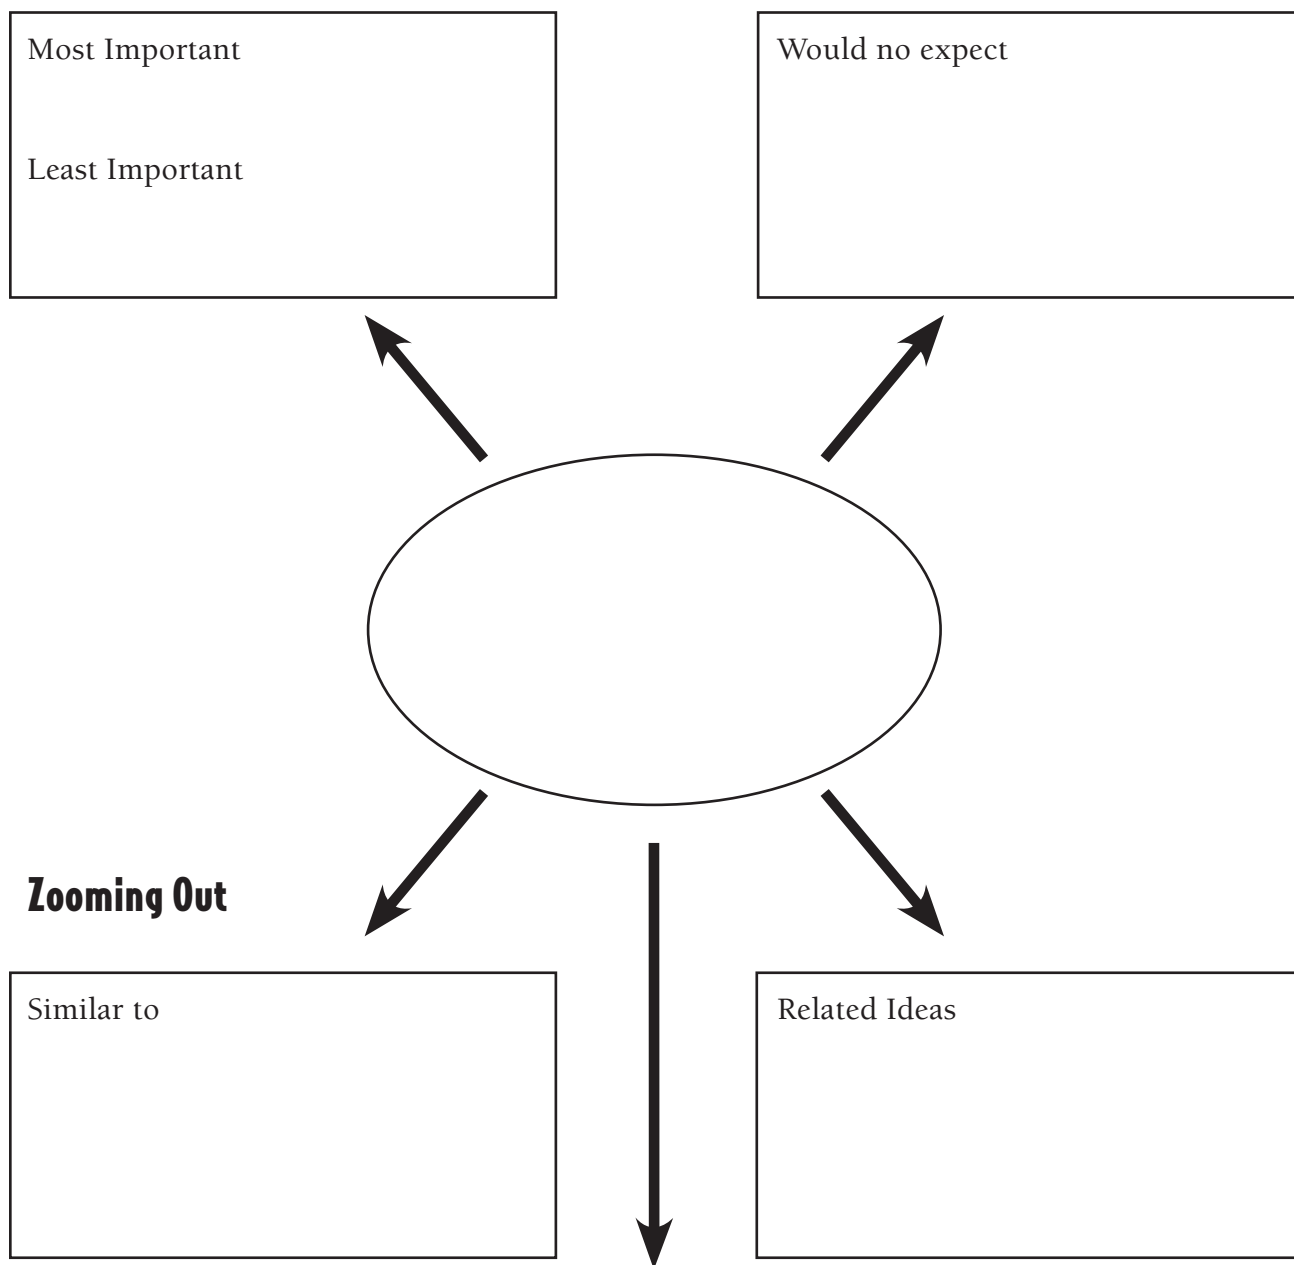 Most Important
Least Important
Would no expect
Zooming Out
Similar to
Related Ideas